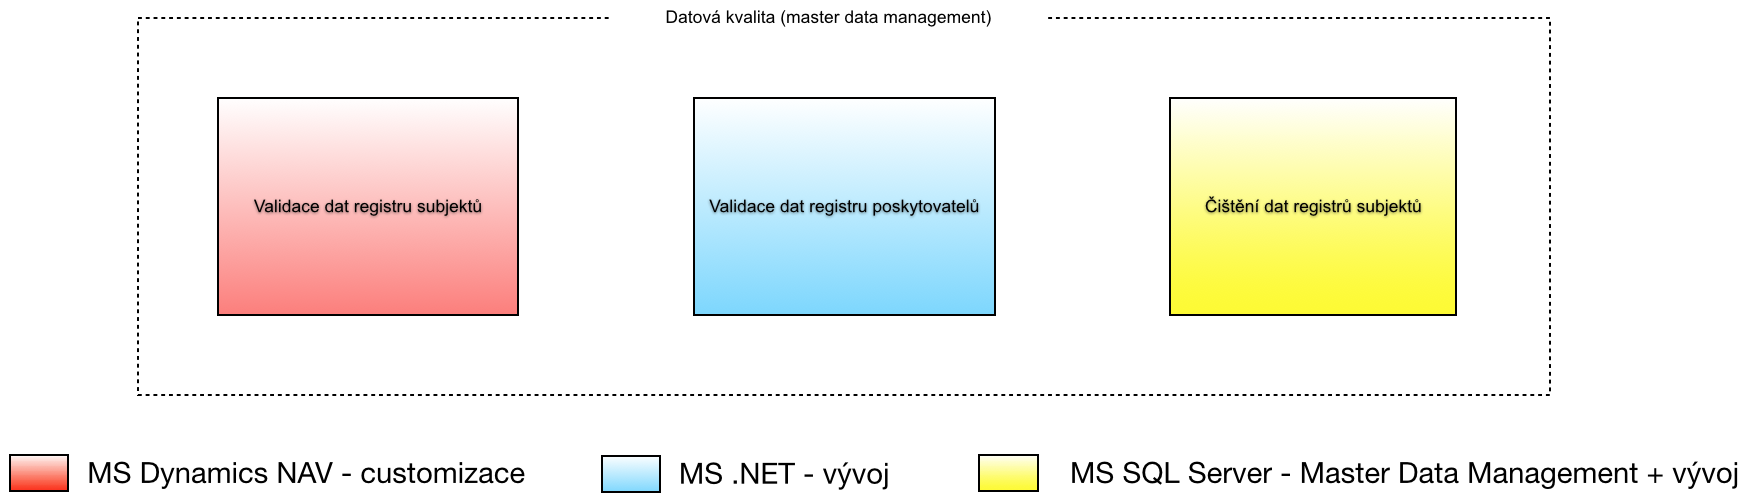 Datová kvalita (master data management)
Validace dat registru subjektů
Validace dat registru poskytovatelů
Čištění dat registrů subjektů
MS Dynamics NAV - customizace
MS .NET - vývoj
MS SQL Server - Master Data Management + vývoj